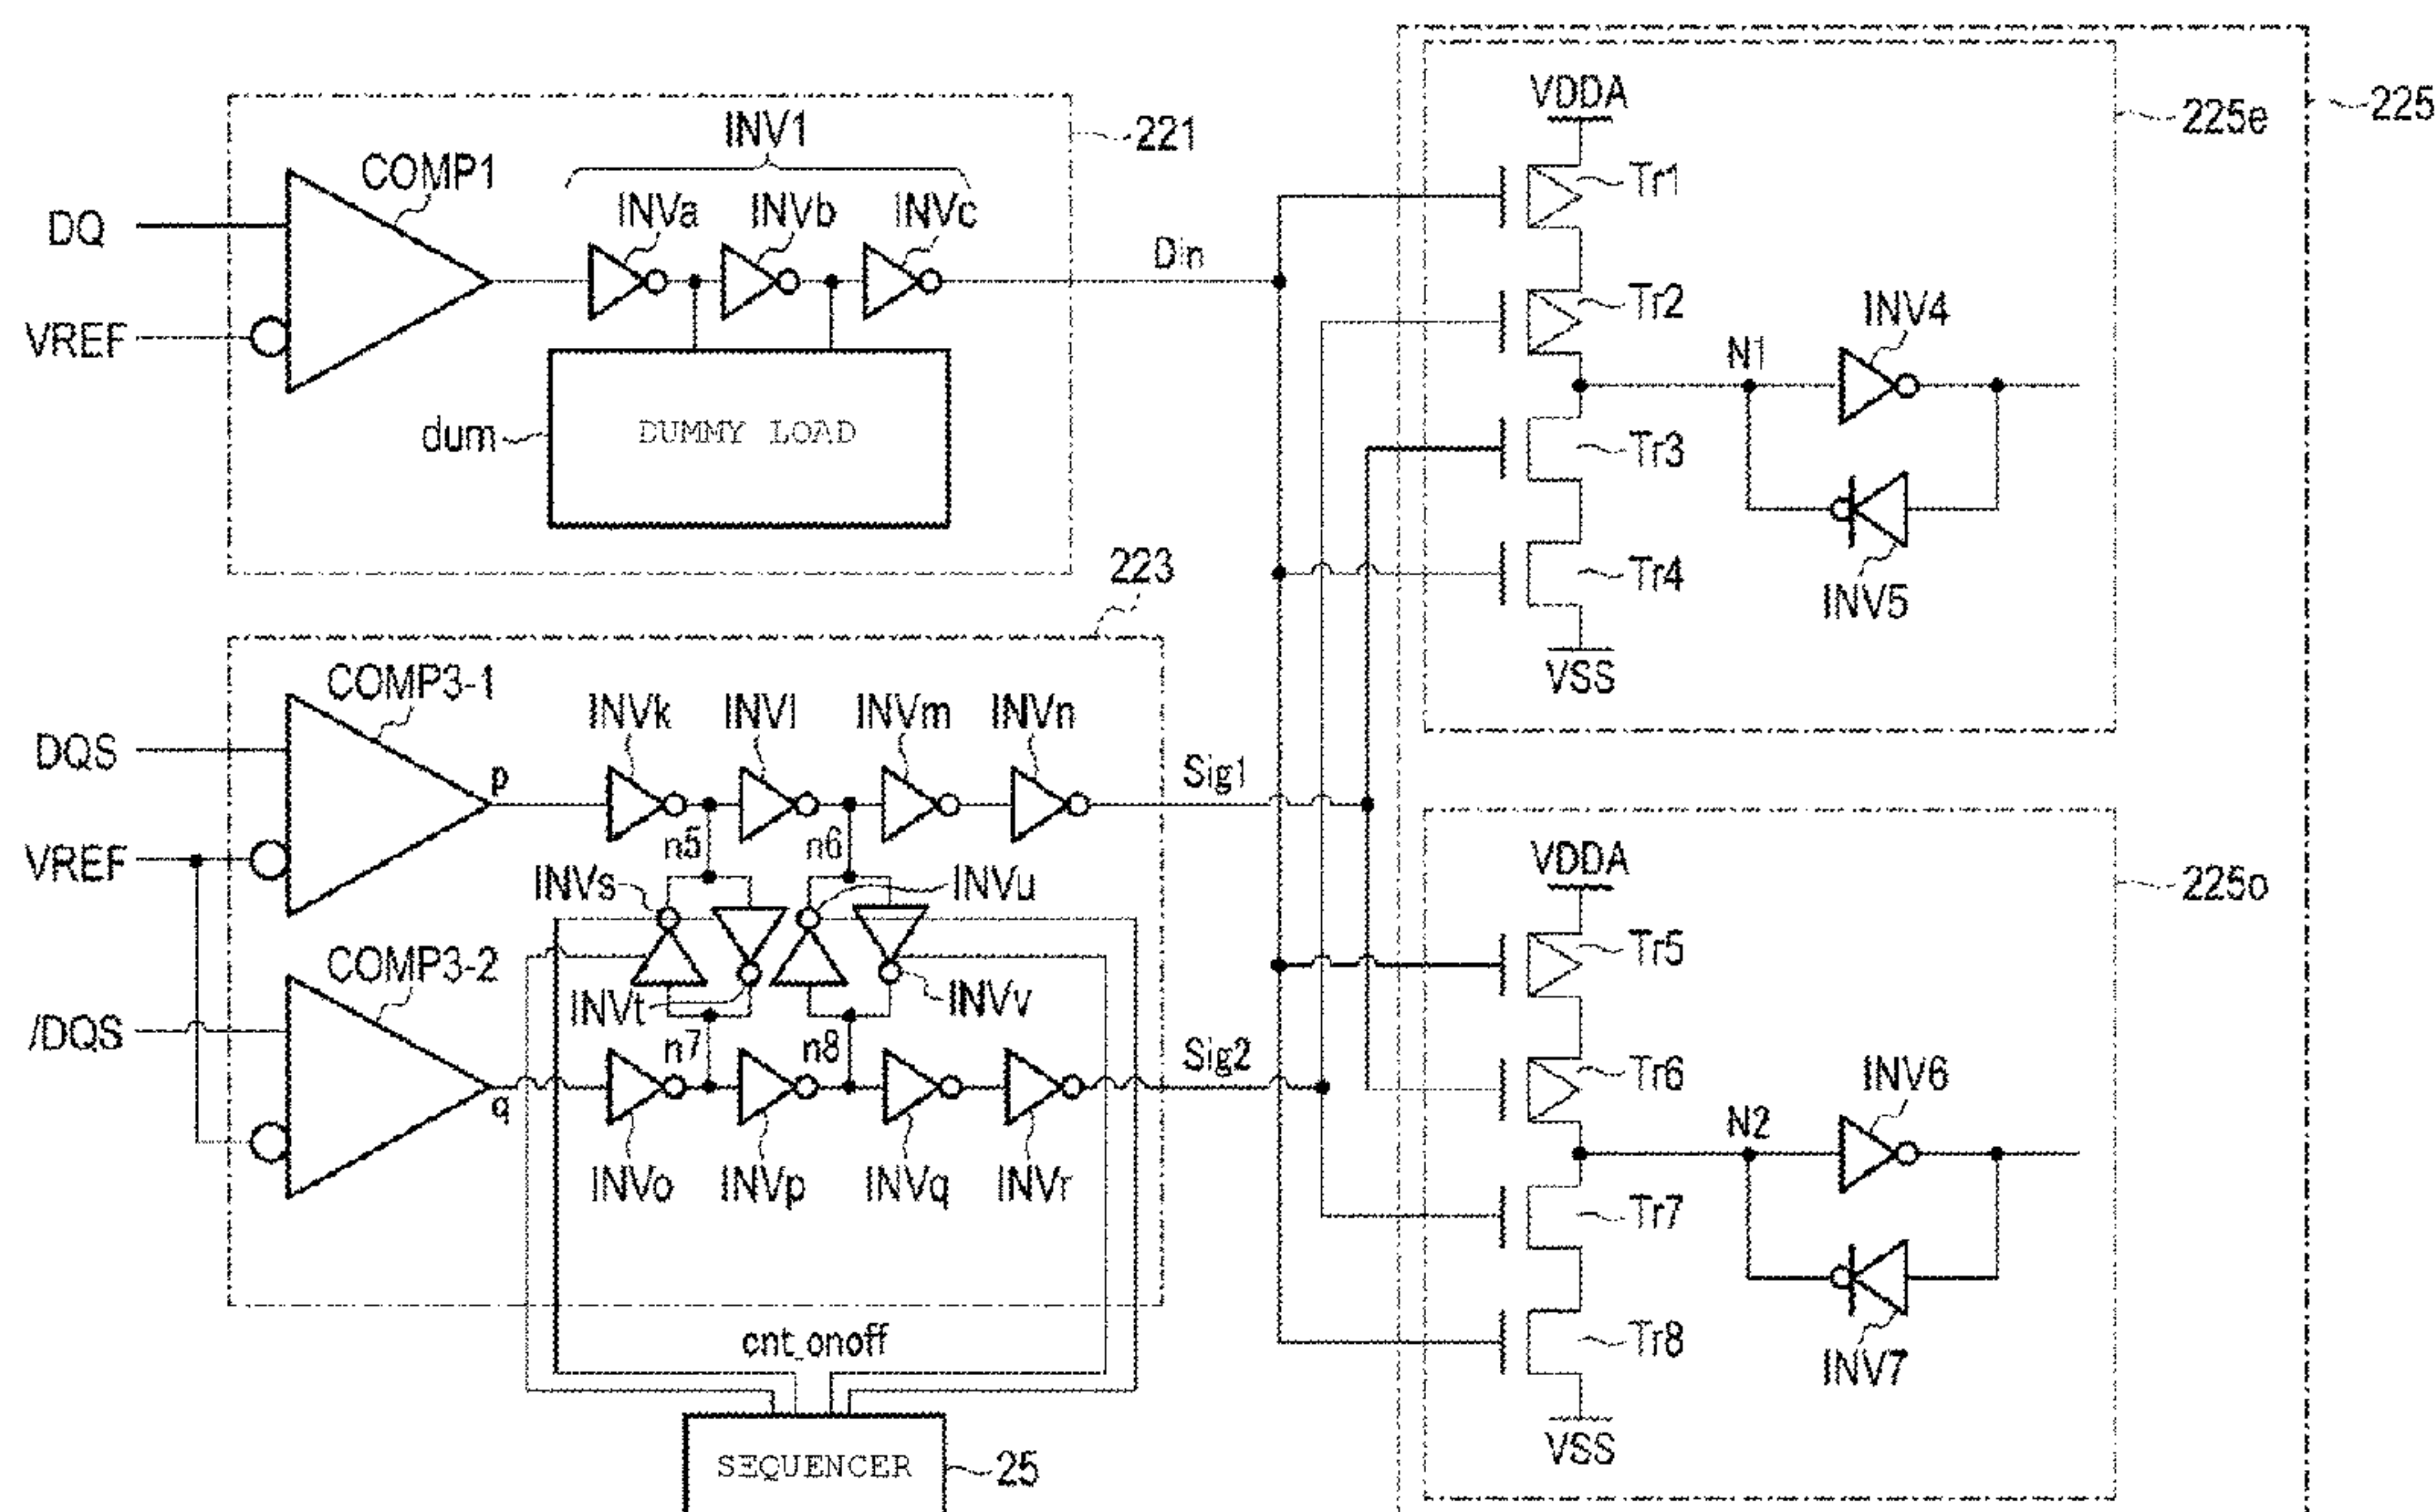 225
VDDA
225e
INV1
221
COMP1
Tr1
INVa INVb INVc
DQ
Din
Tr2
INV4
VREF
N1
dum
DUMMY LOAD
Tr3
223
Tr4
INV5
VSS
COMP3-1
INVk INVl INVm INVn
DQS
p
Sig1
n5 n6
VREF
VDDA
225o
INVs
INVu
Tr5
COMP3-2
INVt
INVv
/DQS
n7 n8
Sig2
Tr6
INV6
q
N2
INVo INVp INVq INVr
Tr7
cnt_onoff
Tr8
INV7
VSS
SEQUENCER
25